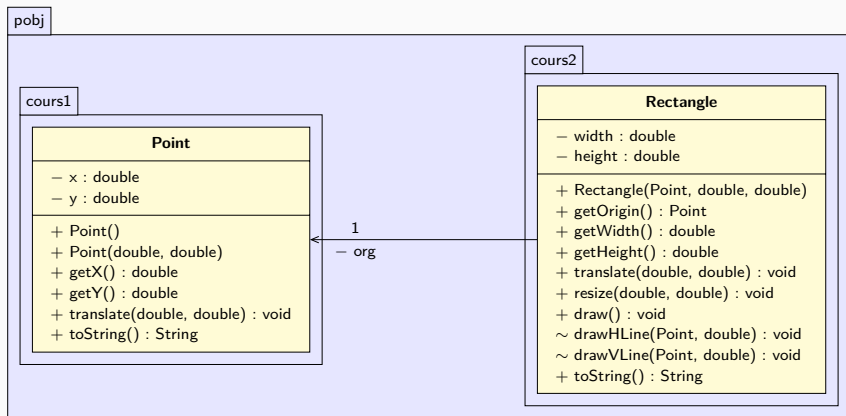 pobj
cours1
Point
− x : double
− y : double
+ Point()
+ Point(double, double)
+ getX() : double
+ getY() : double
+ translate(double, double) : void
+ toString() : String
1
− org
cours2
Rectangle
− width : double
− height : double
+ Rectangle(Point, double, double)
+ getOrigin() : Point
+ getWidth() : double
+ getHeight() : double
+ translate(double, double) : void
+ resize(double, double) : void
+ draw() : void
∼ drawHLine(Point, double) : void
∼ drawVLine(Point, double) : void
+ toString() : String